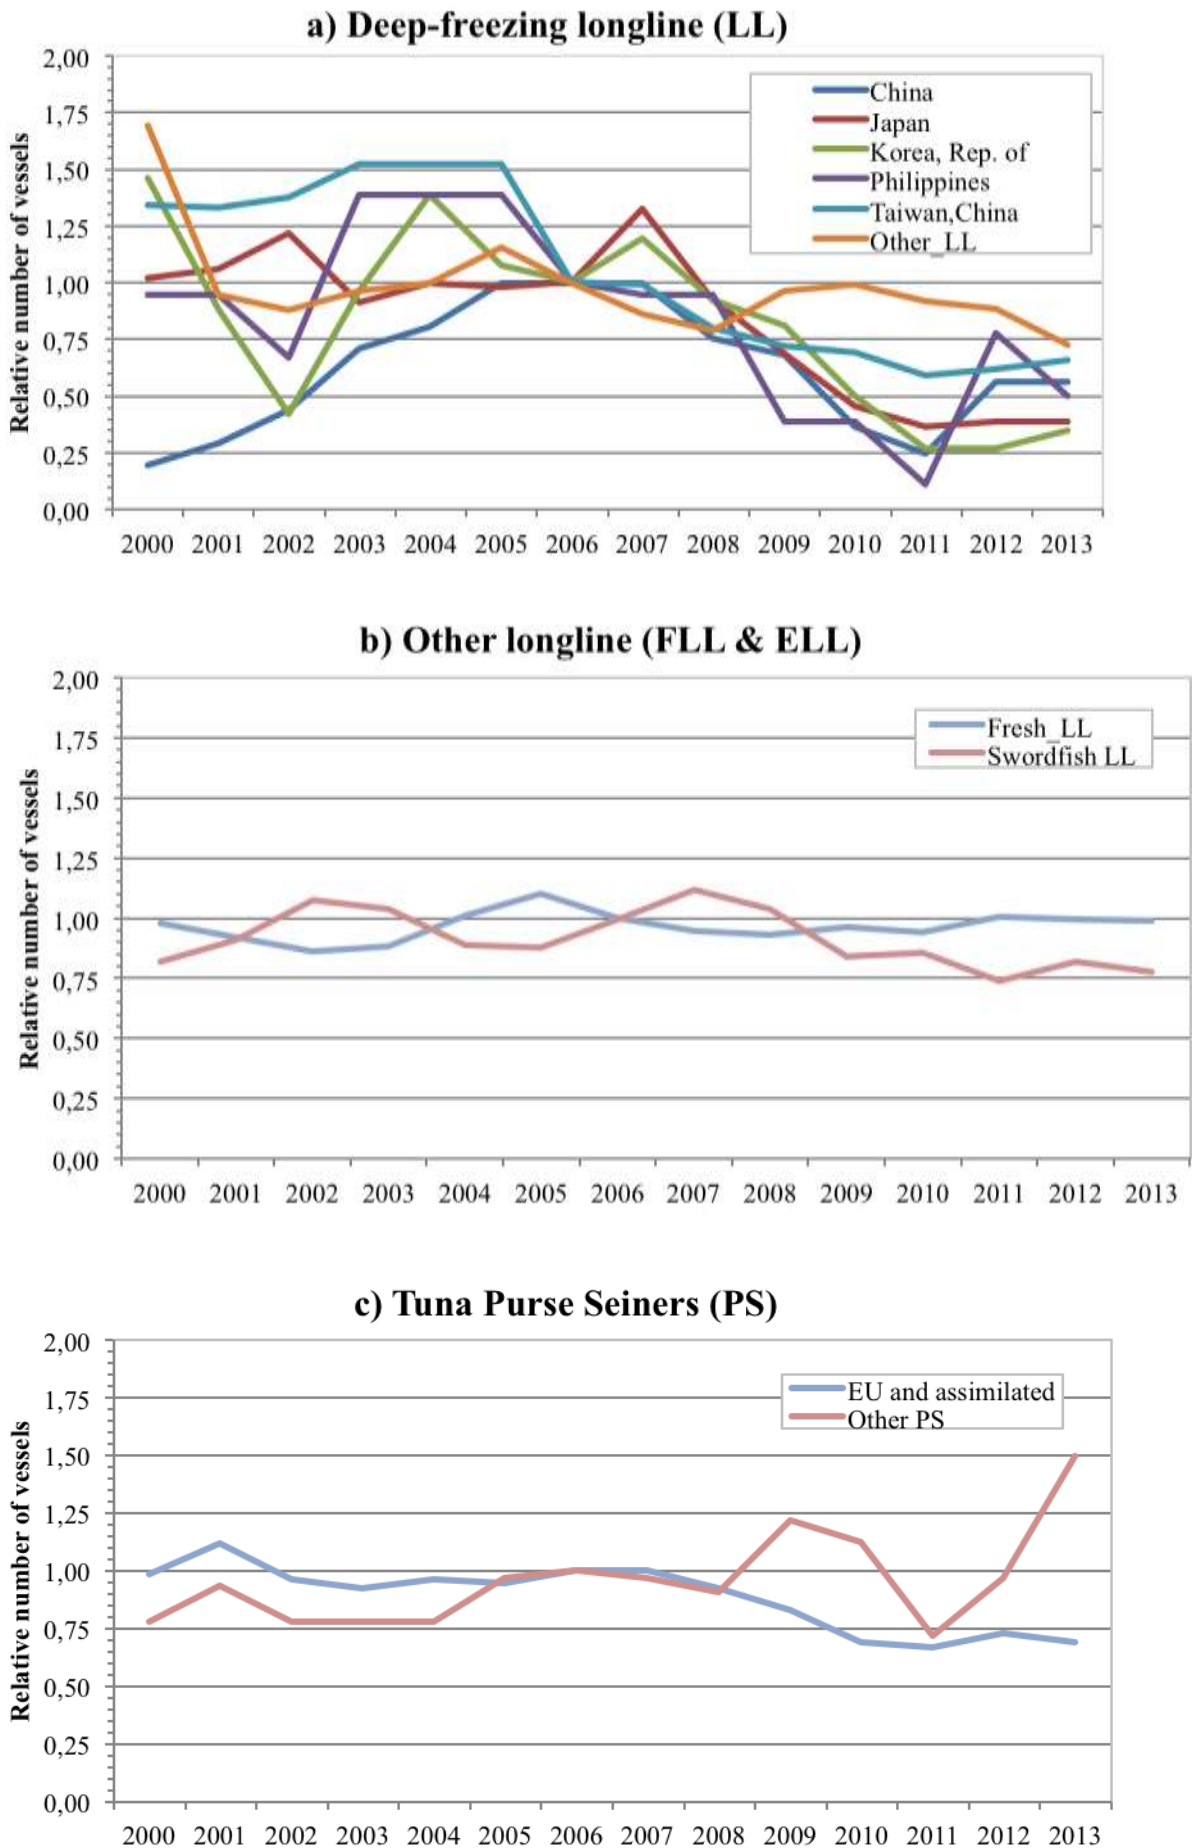 a) Deep-freezing longline (LL)
Relative number of vessels
2,00
1,75
1,50
1,25
1,00
0,75
0,50
0,25
0,00
China
Japan
Korea, Rep. of
Philippines
Taiwan,China
Other_LL
2000 2001 2002 2003 2004 2005 2006 2007 2008 2009 2010 2011 2012 2013
b) Other longline (FLL & ELL)
Relative number of vessels
2,00
1,75
1,50
1,25
1,00
0,75
0,50
0,25
0,00
Fresh_LL
Swordfish LL
2000 2001 2002 2003 2004 2005 2006 2007 2008 2009 2010 2011 2012 2013
c) Tuna Purse Seiners (PS)
Relative number of vessels
2,00
1,75
1,50
1,25
1,00
0,75
0,50
0,25
0,00
EU and assimilated
Other PS
2000 2001 2002 2003 2004 2005 2006 2007 2008 2009 2010 2011 2012 2013